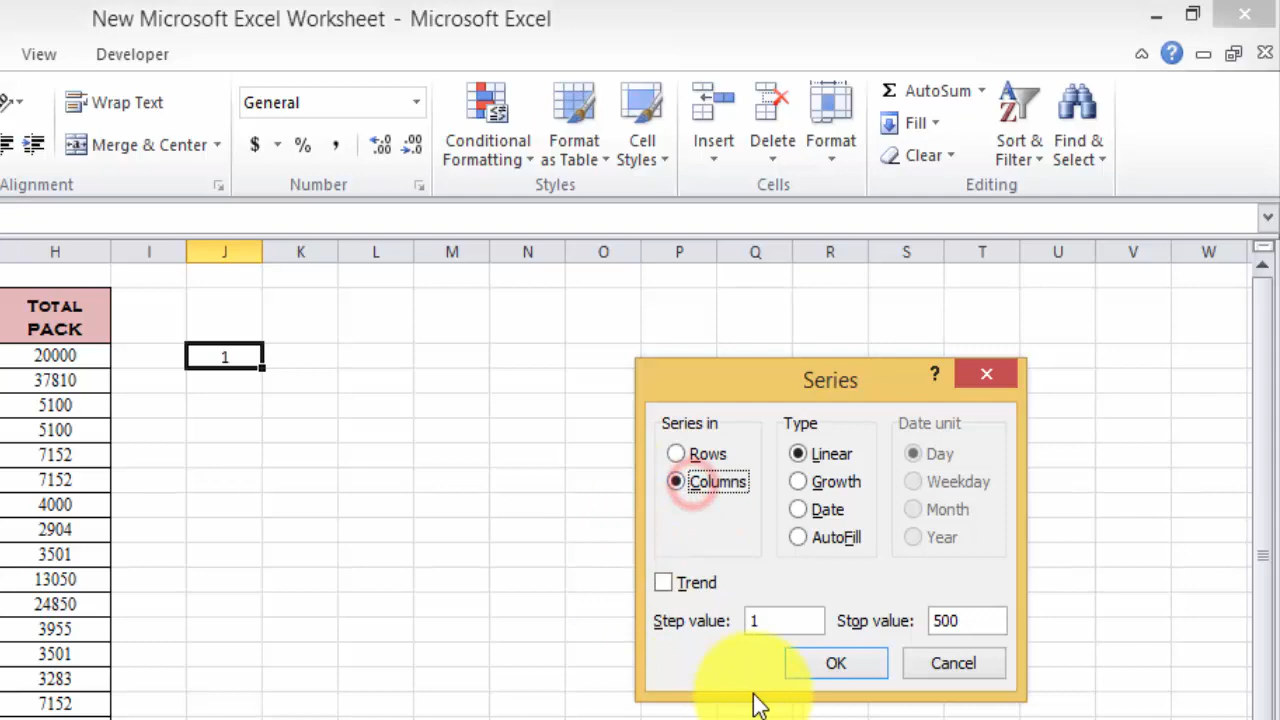 New Microsoft Excel Worksheet - Microsoft Excel
View Developer
Wrap Text
General
AutoSum
$ % ,
Fill
Merge & Center
Conditional Formatting
Format as Table
Cell Styles
Insert
Delete
Format
Clear
Sort & Filter
Find & Select
Alignment
Number
Styles
Cells
Editing
H I J K L M N O P Q R S T U V W
Total
PACK
20000
1
37810
5100
5100
7152
7152
4000
2904
3501
13050
24850
3955
3501
3283
7152
Series
?
Series in
Rows
Columns
Type
Linear
Growth
Date
AutoFill
Date unit
Day
Weekday
Month
Year
Trend
Step value: 1
Stop value: 500
OK
Cancel